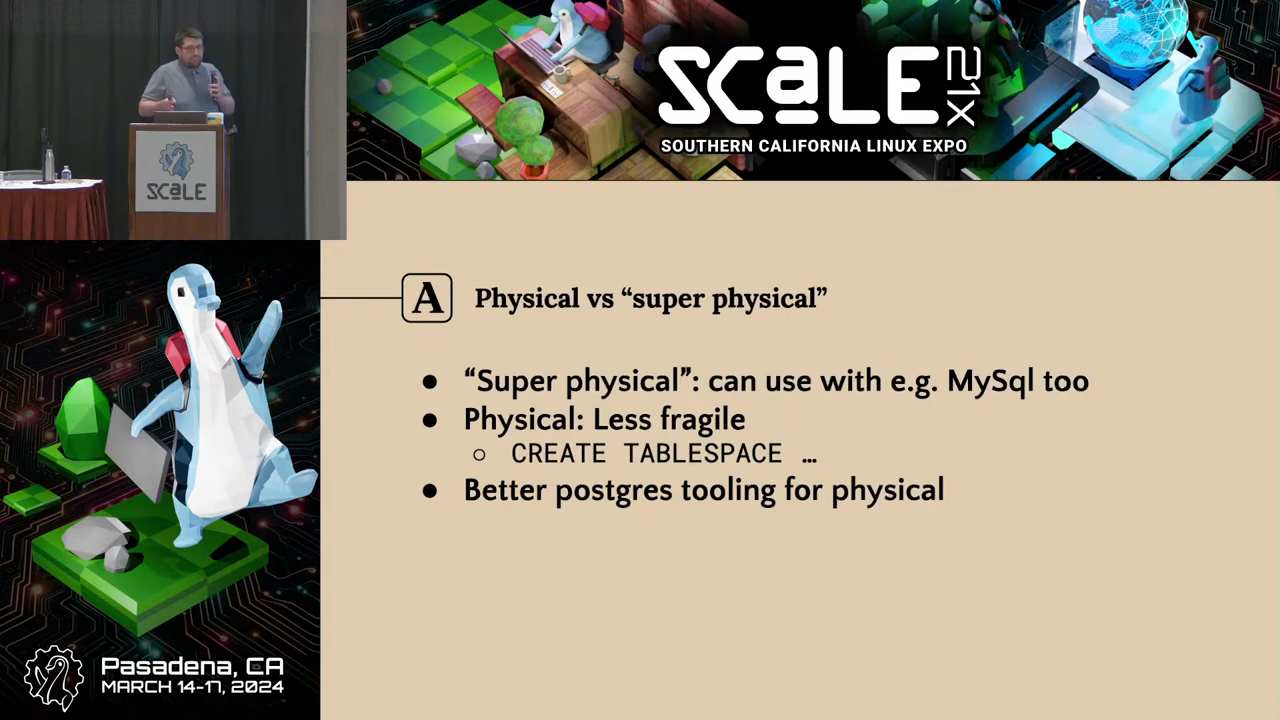 SCALE 21X
SOUTHERN CALIFORNIA LINUX EXPO
SCALE
A
Physical vs “super physical”
● “Super physical”: can use with e.g. MySql too
● Physical: Less fragile
○ CREATE TABLESPACE …
● Better postgres tooling for physical
Pasadena, CA
MARCH 14-17, 2024